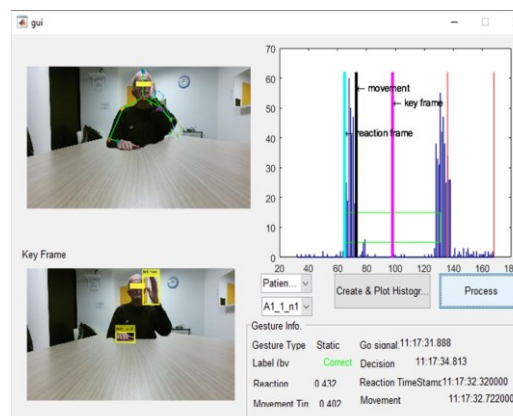 gui
70
60
50
40
30
20
10
0
20 40 60 80 100 120 140 160 180
← movement
← key frame
← reaction frame
Key Frame
Patien...
A1_1_n1
Create & Plot Histogr...
Process
Gesture Info.
Gesture Type Static Go signal: 11:17:31.888
Label (by Correct Decision 11:17:34.813
Reaction 0.432 Reaction TimeStamp: 11:17:32.320000
Movement Tin 0.402 Movement 11:17:32.722000